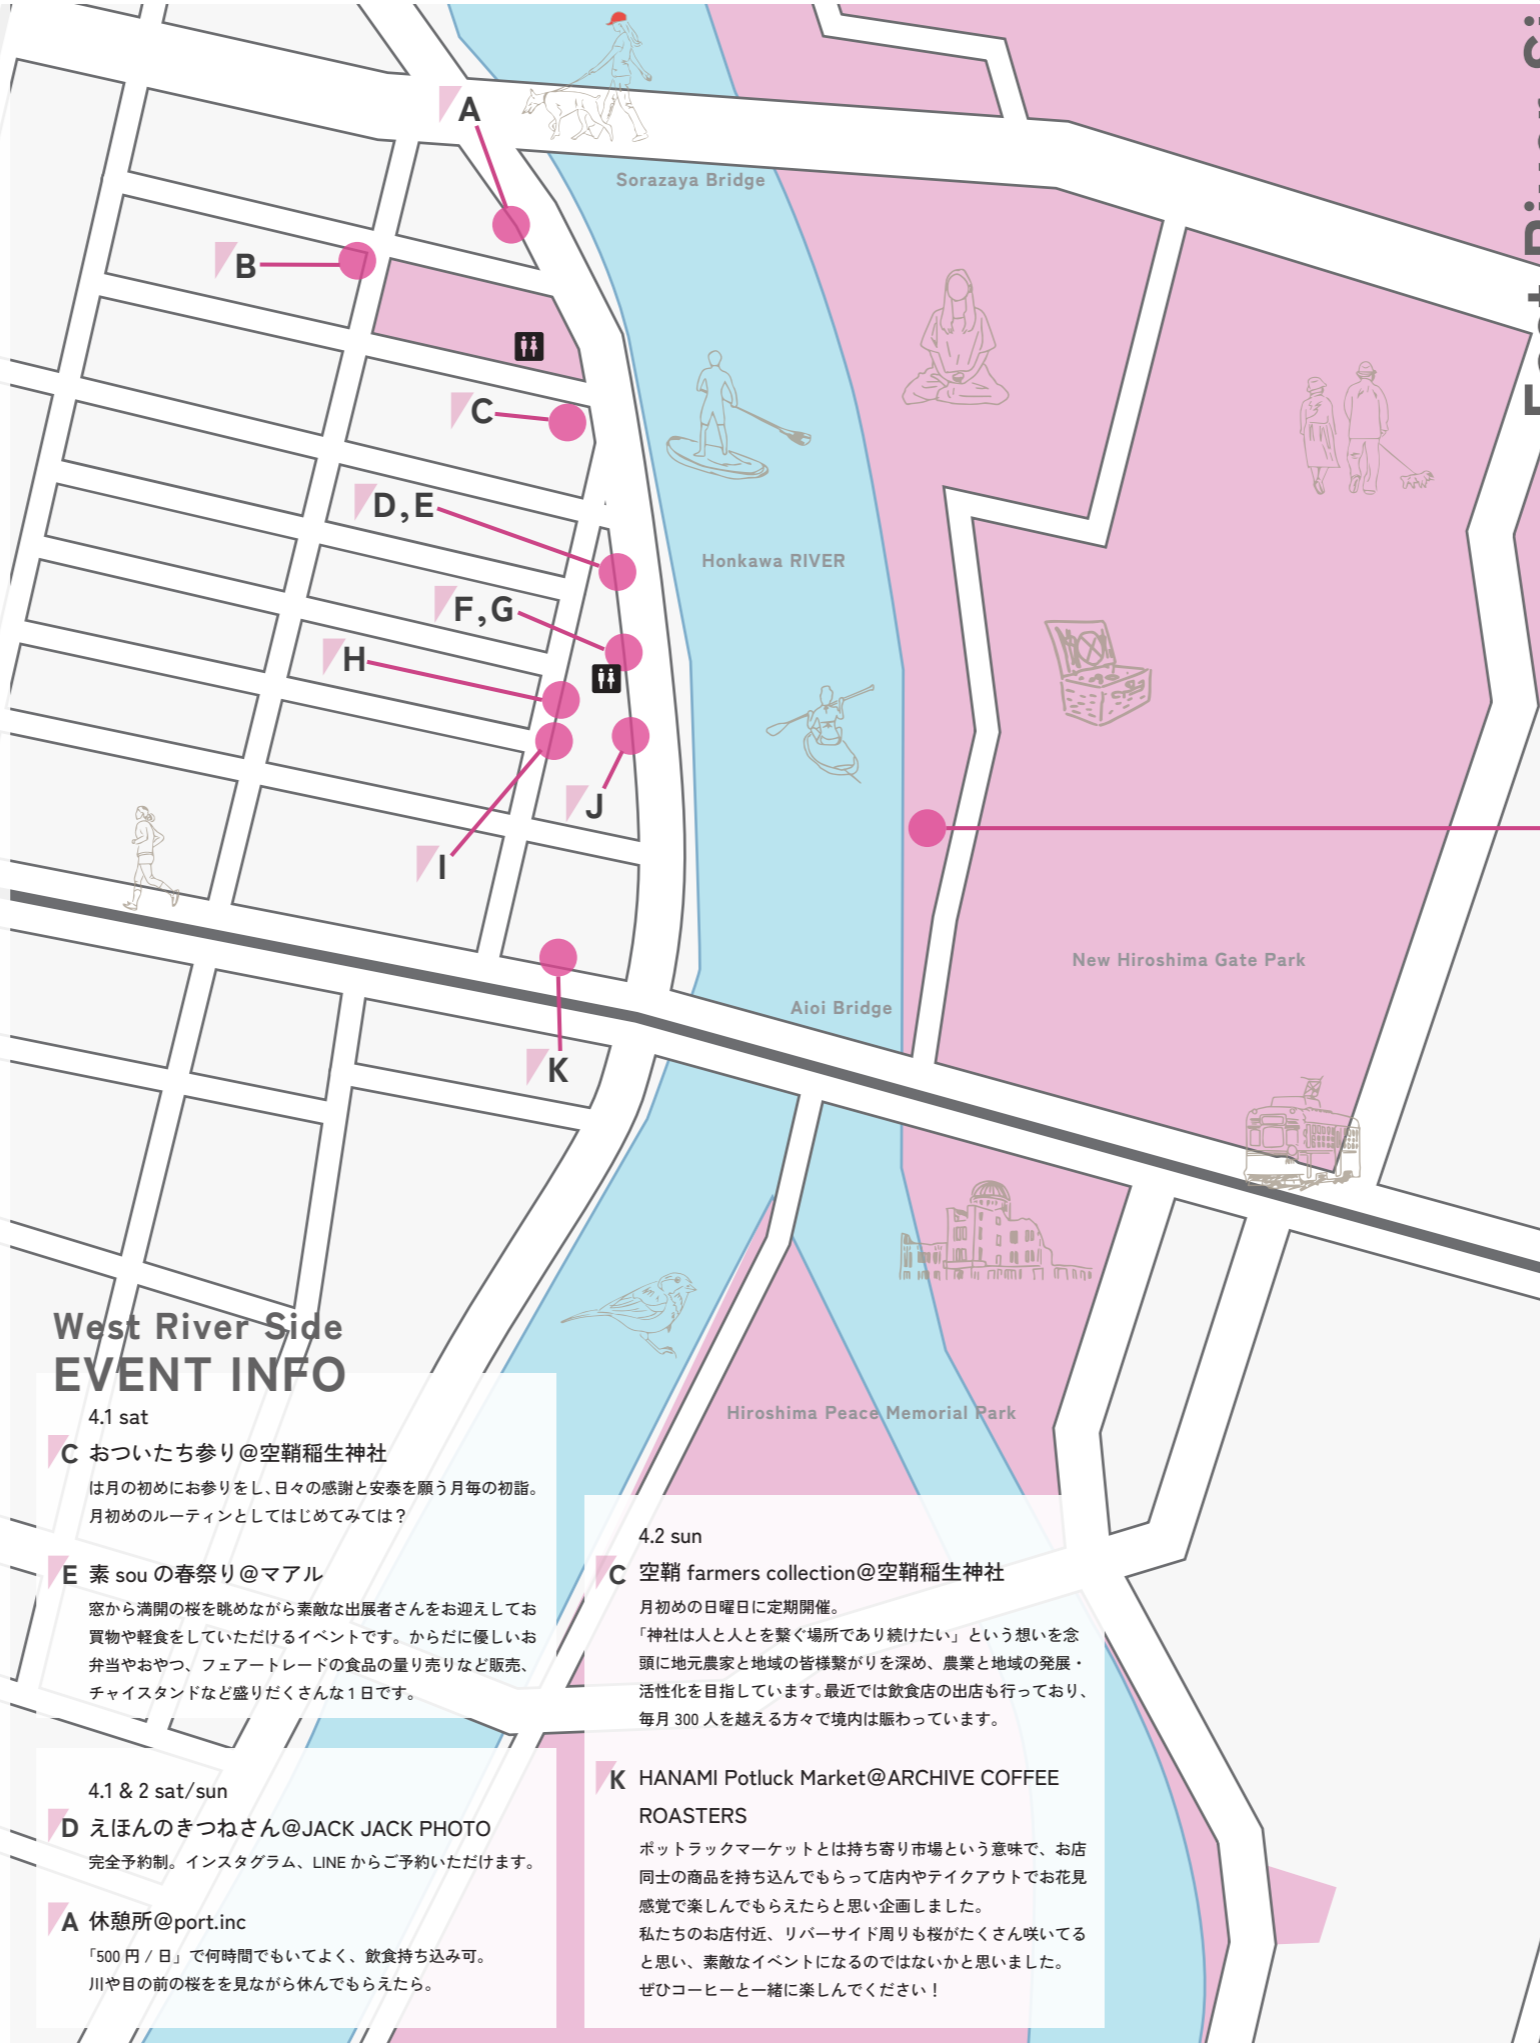 A
Sorazaya Bridge
B
C
D,E
Honkawa RIVER
F,G
H
J
I
New Hiroshima Gate Park
Aioi Bridge
K
West River Side
EVENT INFO
Hiroshima Peace Memorial Park
4.1 sat
C おついたち参り@空鞘稲生神社
は月の初めにお参りをし、日々の感謝と安泰を願う月毎の初詣。
月初めのルーティンとしてはじめてみては？
E 素 sou の春祭り@マアル
窓から満開の桜を眺めながら素敵な出展者さんをお迎えしてお
買物や軽食をしていただけるイベントです。からだに優しいお
弁当やおやつ、フェアートレードの食品の量り売りなど販売、
チャイスタンドなど盛りだくさんな1日です。
4.1 & 2 sat/sun
D えほんのきつねさん@JACK JACK PHOTO
完全予約制。インスタグラム、LINE からご予約いただけます。
A 休憩所@port.inc
「500 円 / 日」で何時間でもいてよく、飲食持ち込み可。
川や目の前の桜をを見ながら休んでもらえたら。
4.2 sun
C 空鞘 farmers collection@空鞘稲生神社
月初めの日曜日に定期開催。
「神社は人と人とを繋ぐ場所であり続けたい」という想いを念
頭に地元農家と地域の皆様繋がりを深め、農業と地域の発展・
活性化を目指しています。最近では飲食店の出店も行っており、
毎月 300 人を越える方々で境内は賑わっています。
K HANAMI Potluck Market@ARCHIVE COFFEE
ROASTERS
ポットラックマーケットとは持ち寄り市場という意味で、お店
同士の商品を持ち込んでもらって店内やテイクアウトでお花見
感覚で楽しんでもらえたらと思い企画しました。
私たちのお店付近、リバーサイド周りも桜がたくさん咲いてる
と思い、素敵なイベントになるのではないかと思いました。
ぜひコーヒーと一緒に楽しんでください！